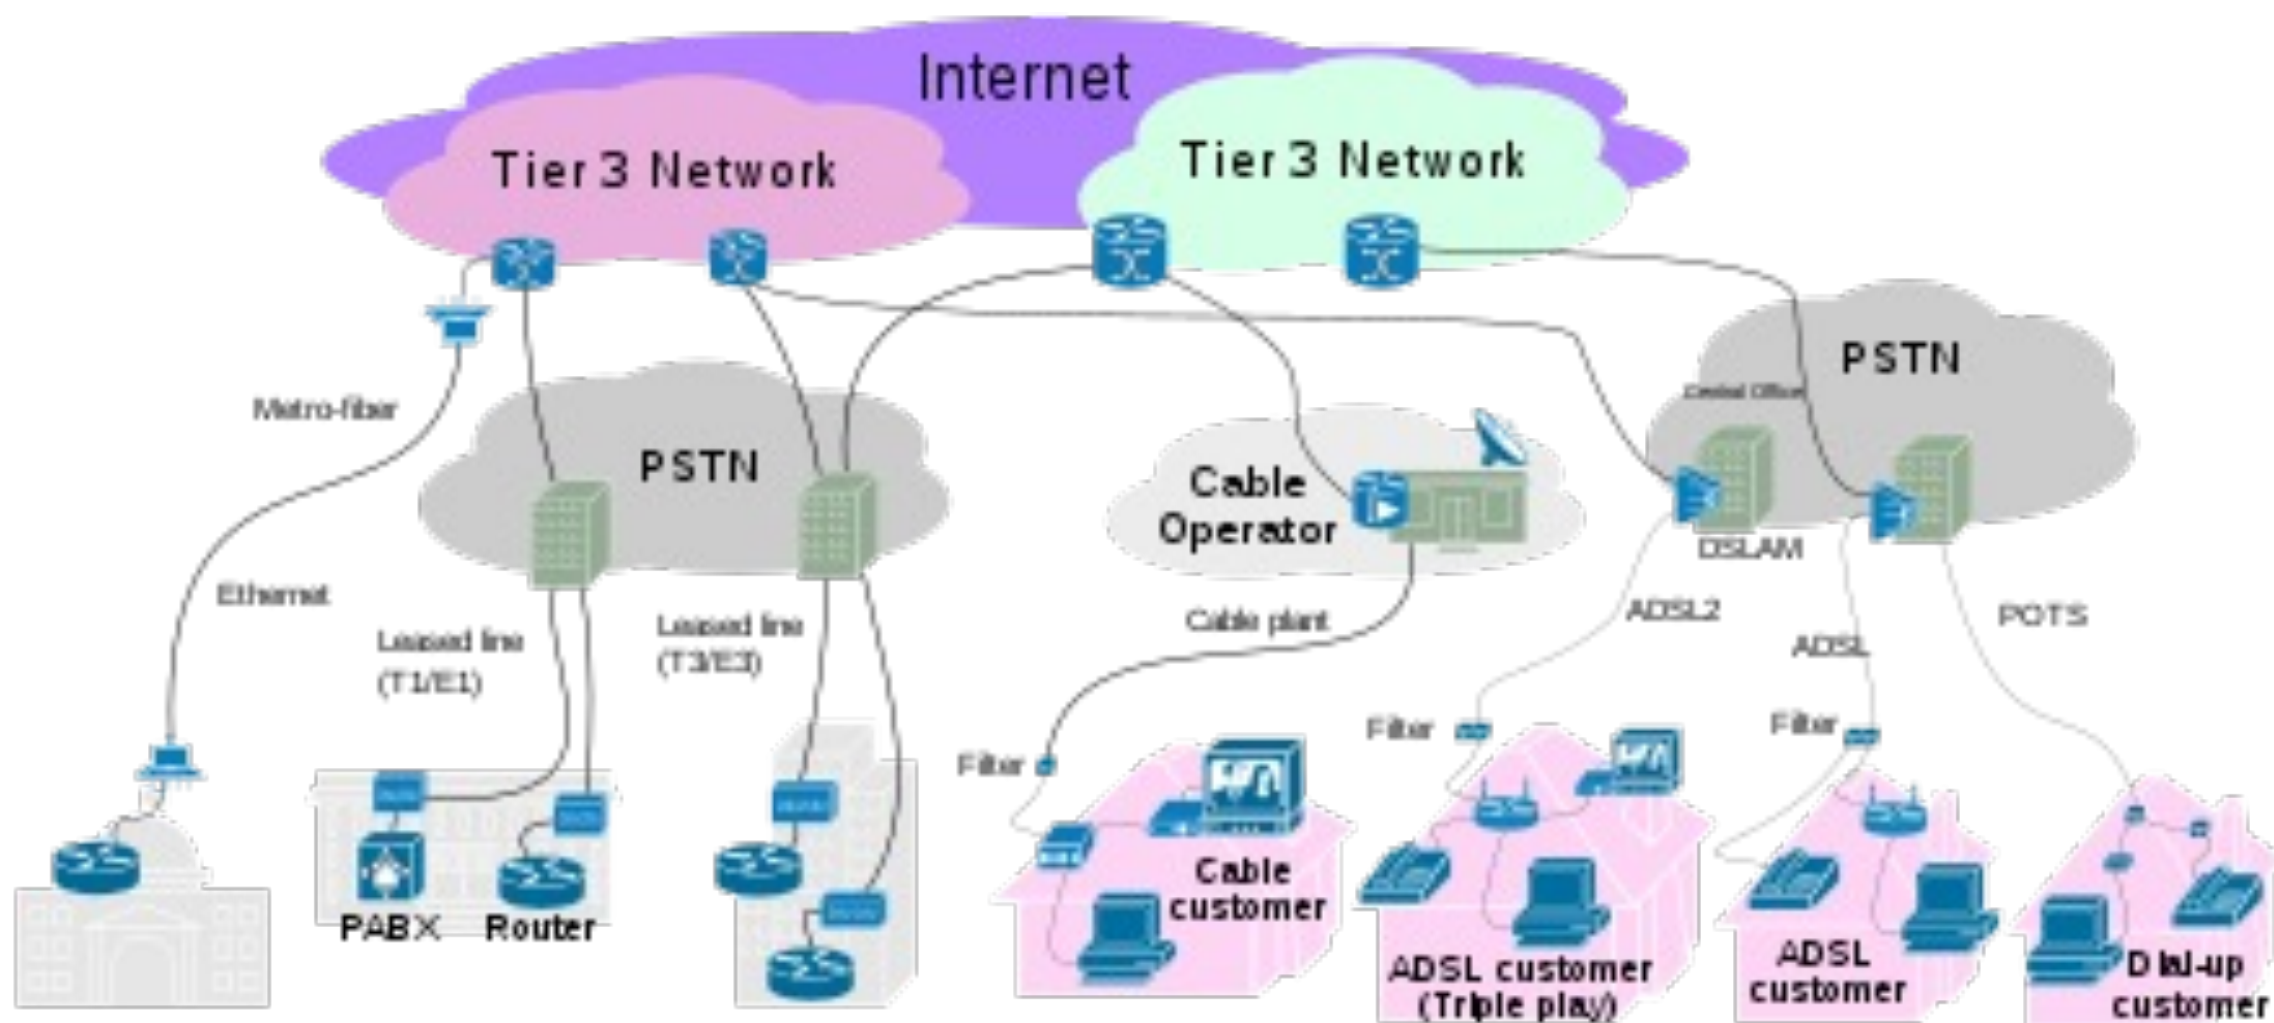 Internet
Tier 3 Network
Tier 3 Network
PSTN
Central Office
Metro-fiber
PSTN
Cable
Operator
DSLAM
Ethernet
Leased line
(T1/E1)
Leased line
(T3/E3)
Cable plant
ADSL2
ADSL
POTS
Filter
Filter
Filter
PABX
Router
Cable
customer
ADSL customer
(Triple play)
ADSL
customer
Dial-up
customer